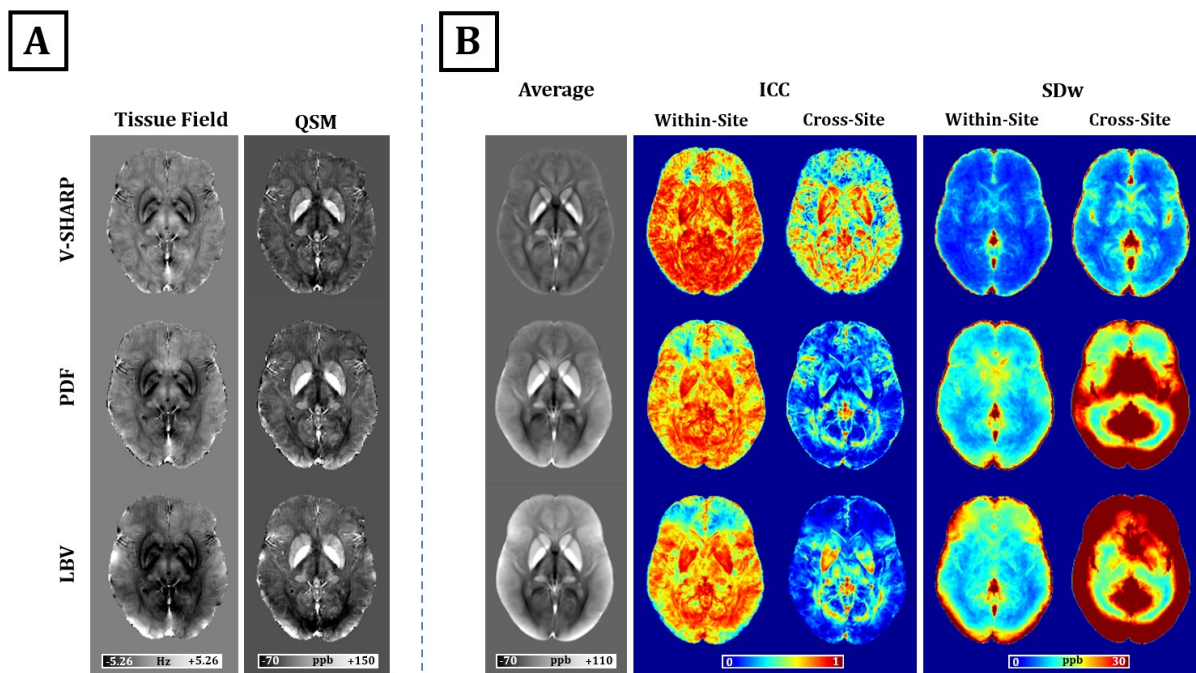 A
B
Tissue Field
QSM
Average
ICC
SDw
Within-Site
Cross-Site
Within-Site
Cross-Site
V-SHARP
PDF
LBV
-5.26 Hz +5.26
-70 ppb +150
-70 ppb +110
0 1
0 ppb 30